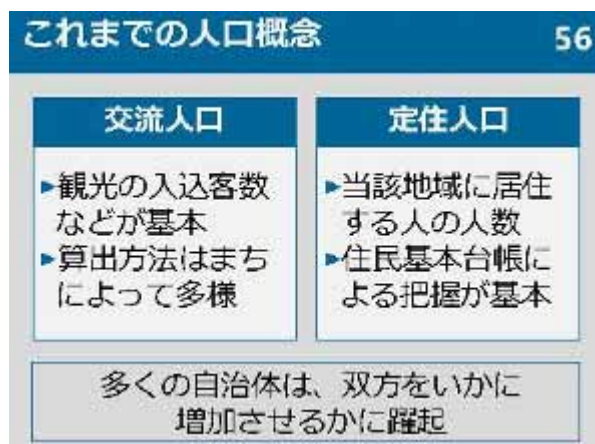 これまでの人口概念
56
交流人口
▸観光の入込客数
などが基本
▸算出方法はまち
によって多様
定住人口
▸当該地域に居住
する人の人数
▸住民基本台帳に
よる把握が基本
多くの自治体は、双方をいかに
増加させるかに躍起